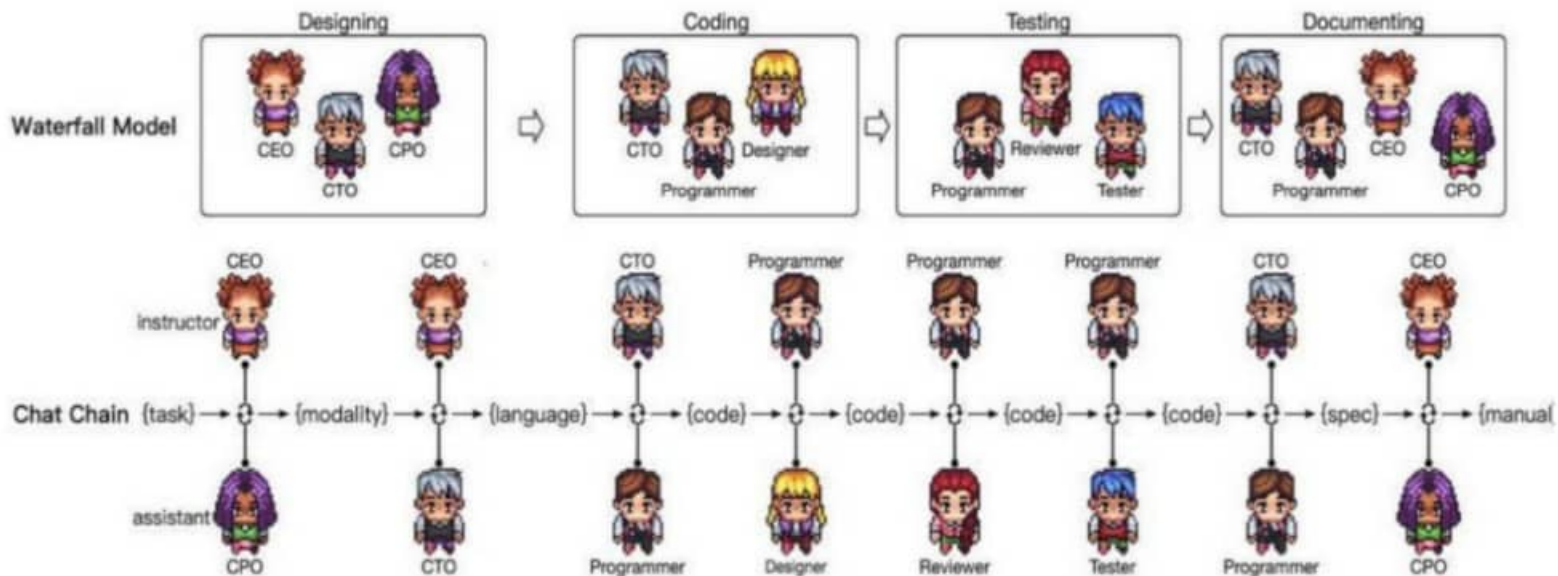 Designing Coding Testing Documenting
Waterfall Model
CEO CPO CTO Designer Reviewer CTO CEO
CTO Programmer Programmer Tester Programmer CPO
CEO CEO CTO Programmer Programmer Programmer CTO CEO
instructor
Chat Chain {task} {modality} {language} {code} {code} {code} {code} {spec} {manual
assistant
CPO CTO Programmer Designer Reviewer Tester Programmer CPO